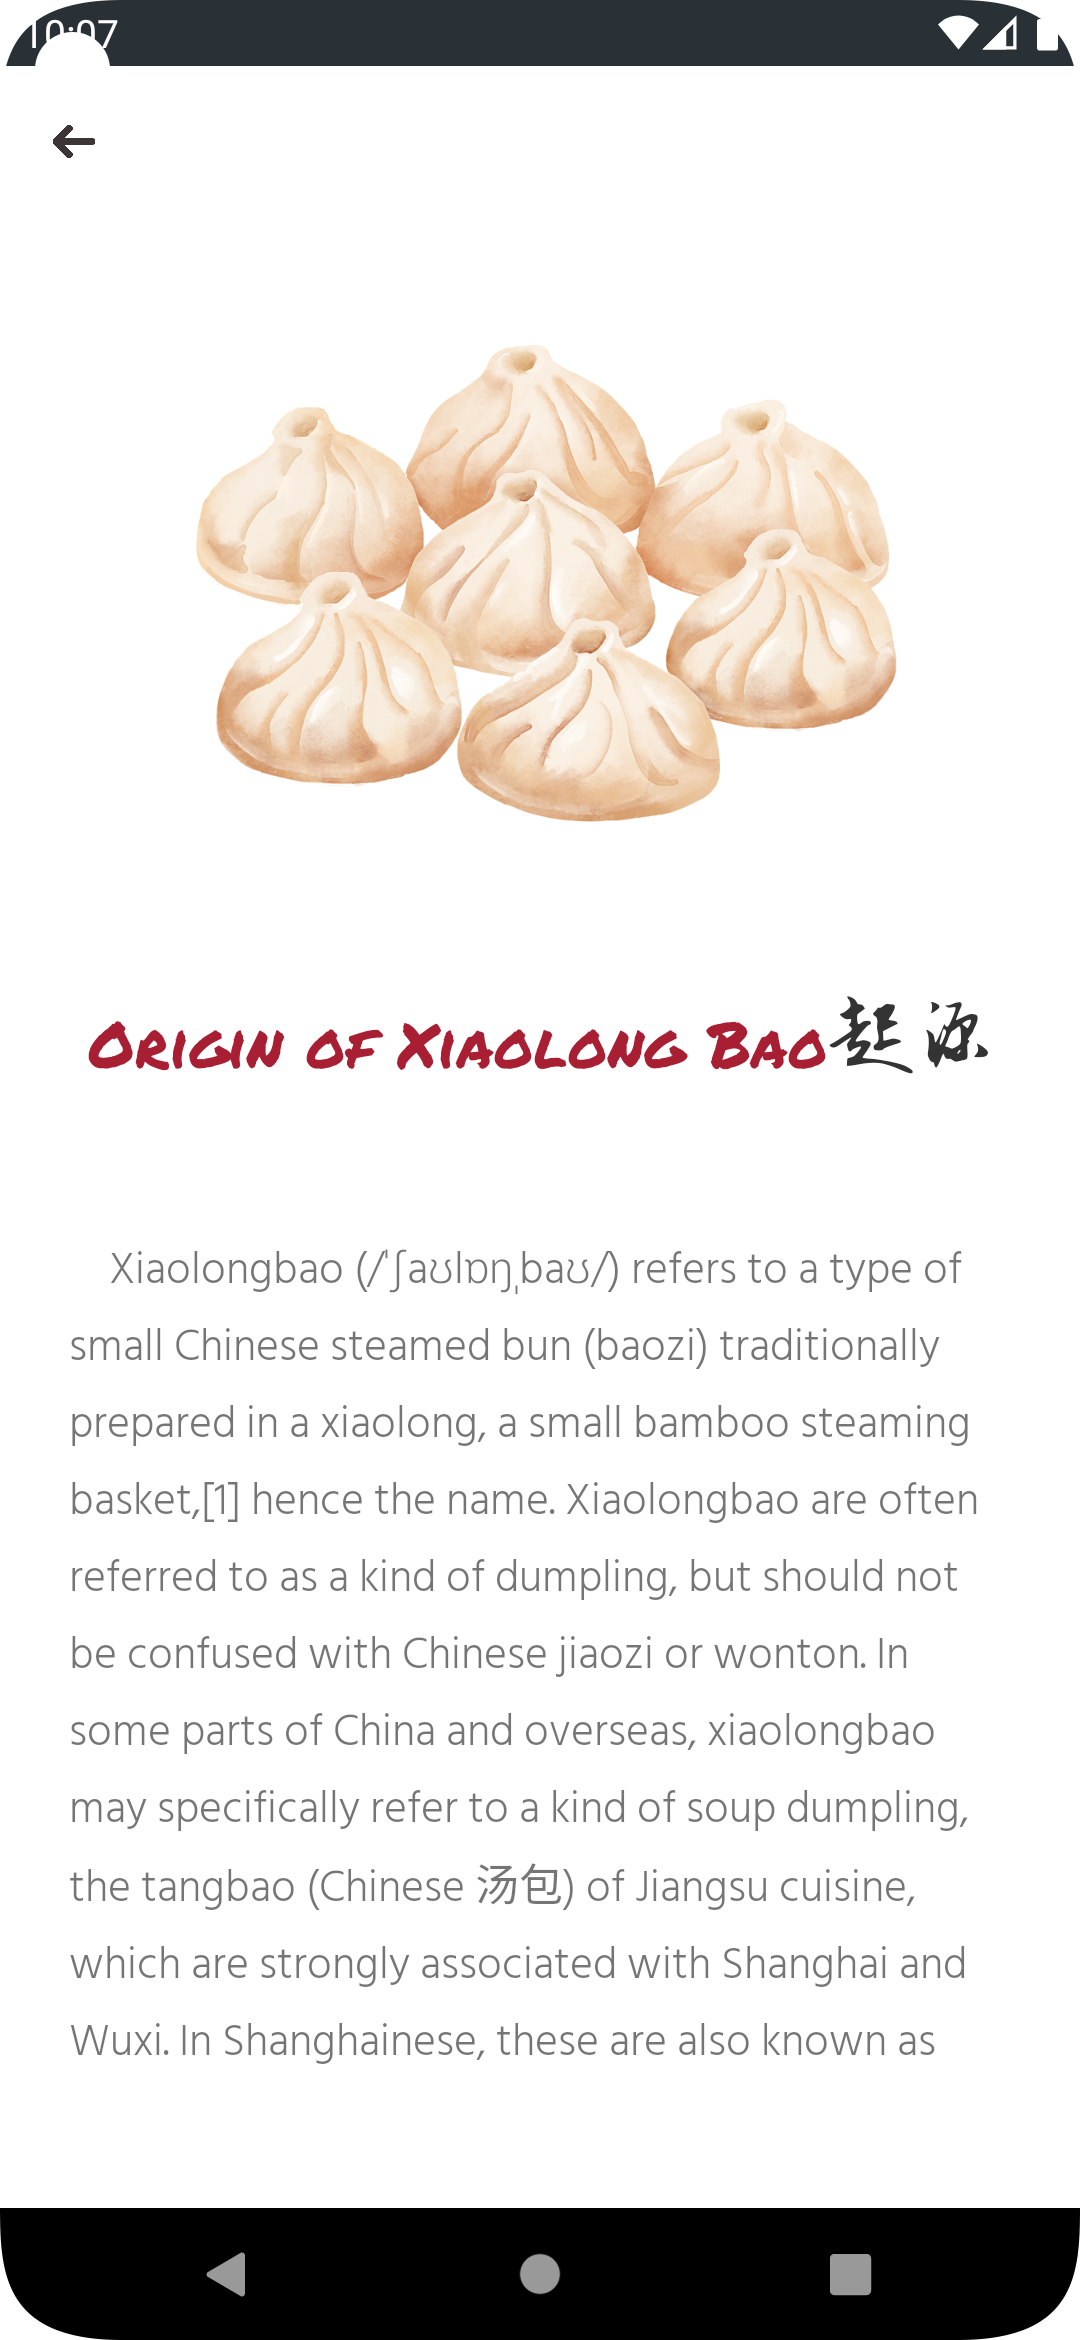 10:07
Origin of Xiaolong Bao起源
Xiaolongbao (/ˈʃaʊlɒŋˌbaʊ/) refers to a type of
small Chinese steamed bun (baozi) traditionally
prepared in a xiaolong, a small bamboo steaming
basket,[1] hence the name. Xiaolongbao are often
referred to as a kind of dumpling, but should not
be confused with Chinese jiaozi or wonton. In
some parts of China and overseas, xiaolongbao
may specifically refer to a kind of soup dumpling,
the tangbao (Chinese 汤包) of Jiangsu cuisine,
which are strongly associated with Shanghai and
Wuxi. In Shanghainese, these are also known as